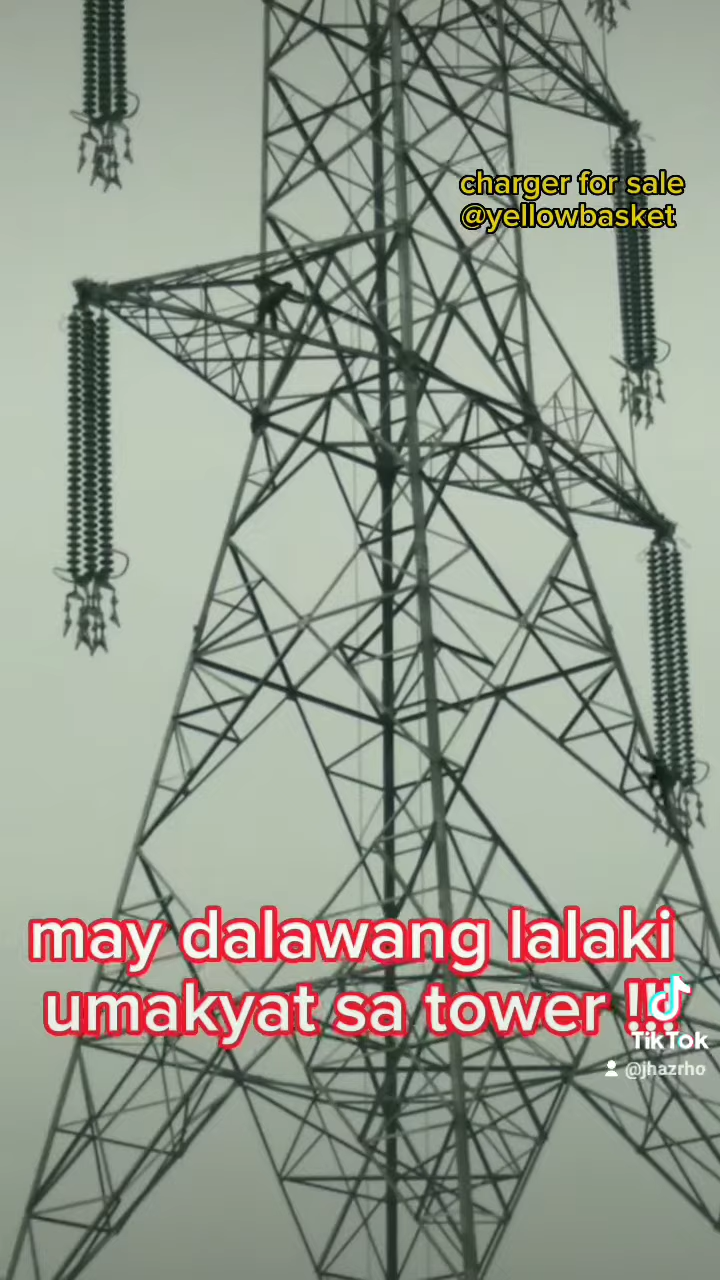 charger for sale
@yellowbasket
may dalawang lalaki
umakyat sa tower !!!
TikTok
@jhazrho